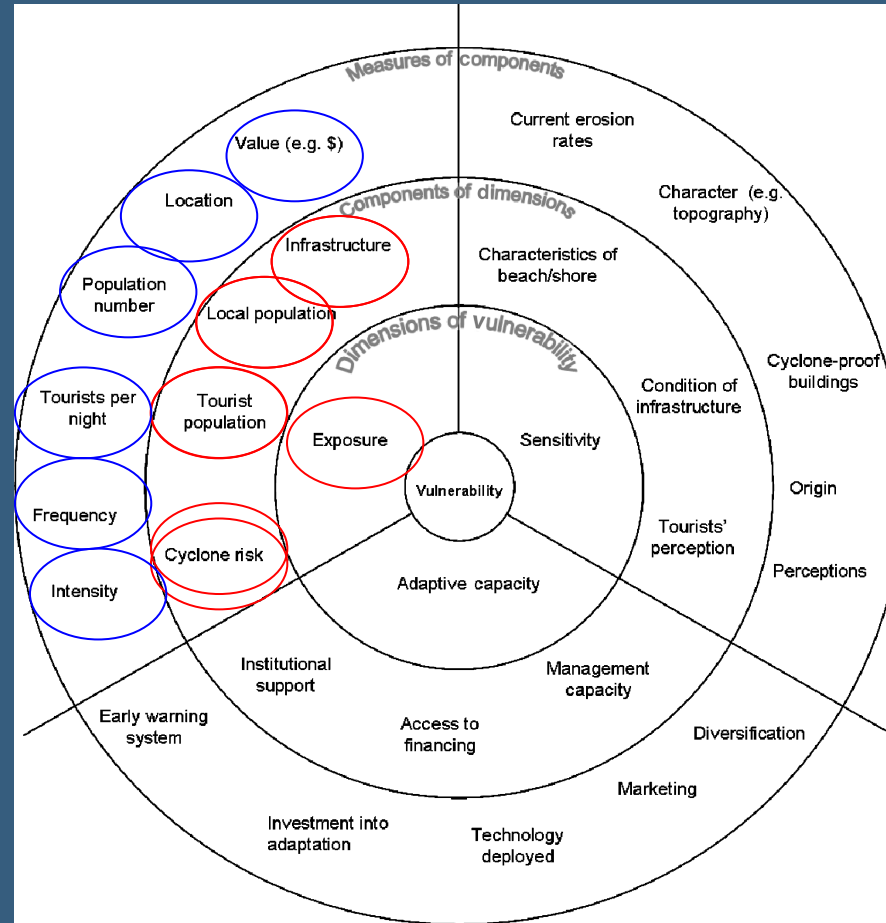 Measures of components
Current erosion
rates
Value (e.g. $)
Character (e.g.
topography)
Location
Components of dimensions
Infrastructure
Characteristics of
beach/shore
Population
number
Local population
Dimensions of vulnerability
Cyclone-proof
buildings
Tourists per
night
Tourist
population
Condition of
infrastructure
Exposure
Sensitivity
Vulnerability
Origin
Frequency
Tourists'
perception
Cyclone risk
Perceptions
Intensity
Adaptive capacity
Institutional
support
Management
capacity
Early warning
system
Access to
financing
Diversification
Marketing
Investment into
adaptation
Technology
deployed